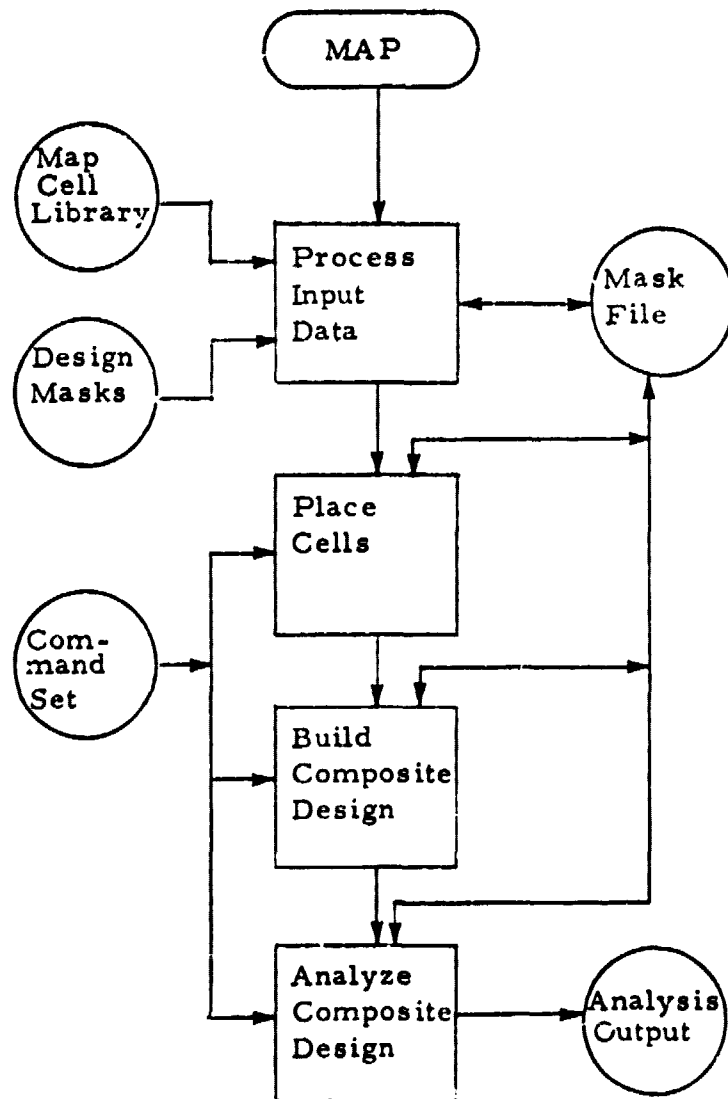 MAP
Map
Cell
Library
Process
Input
Data
Mask
File
Design
Masks
Place
Cells
Com-
mand
Set
Build
Composite
Design
Analyze
Composite
Design
Analysis
Output